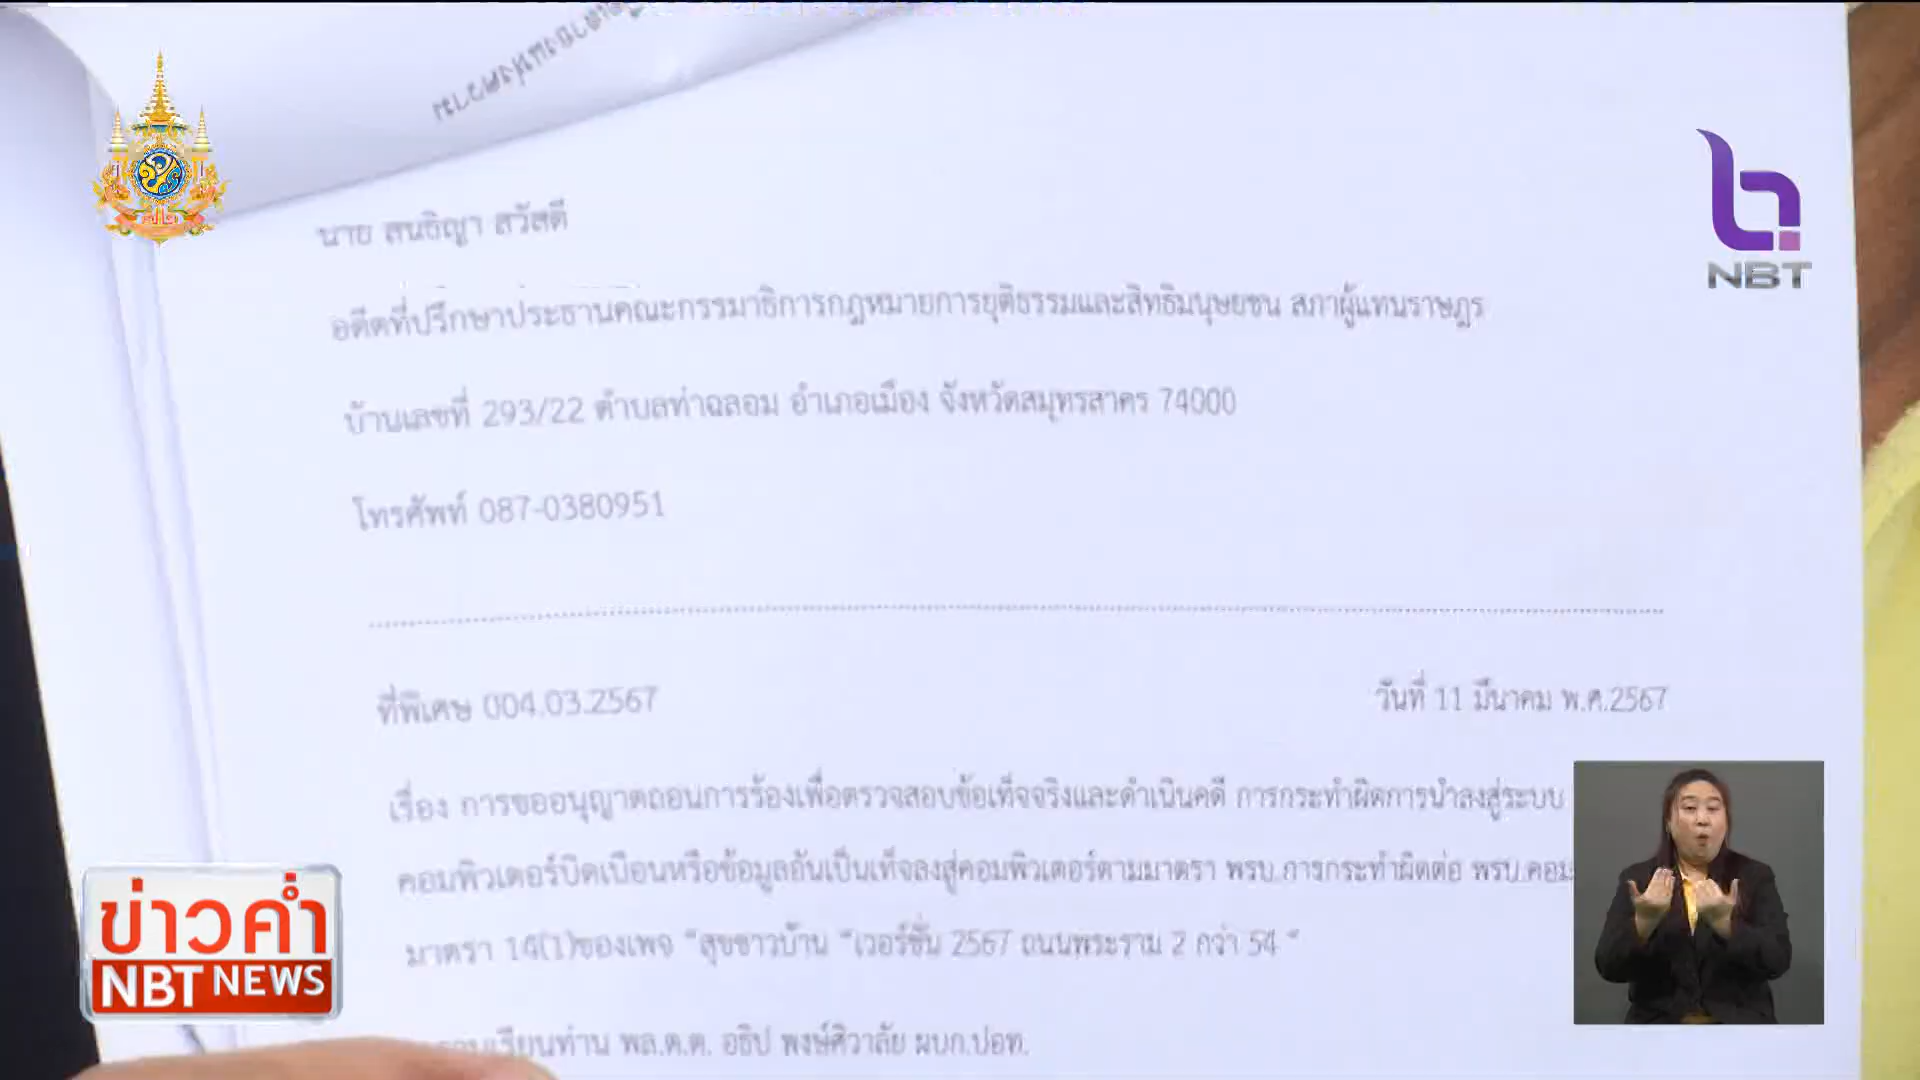 นาย สนธิญา สวัสดี
อดีตที่ปรึกษาประธานคณะกรรมาธิการกฎหมายการยุติธรรมและสิทธิมนุษยชน สภาผู้แทนราษฎร
NBT
บ้านเลขที่ 293/22 ตำบลท่าฉลอม อำเภอเมือง จังหวัดสมุทรสาคร 74000
โทรศัพท์ 087-0380951
ที่พิเศษ 004.03.2567
วันที่ 11 มีนาคม พ.ศ.2567
เรื่อง การขออนุญาตถอนการร้องเพื่อตรวจสอบข้อเท็จจริงและดำเนินคดี การกระทำผิดการนำลงสู่ระบบ
คอมพิวเตอร์บิดเบือนหรือข้อมูลอันเป็นเท็จลงสู่คอมพิวเตอร์ตามมาตรา พรบ.การกระทำผิดต่อ พรบ.คอม
มาตรา 14(1)ของเพจ "สุขชาวบ้าน "เวอร์ชั่น 2567 ถนนพระราม 2 กว่า 54 "
เรียนท่าน พล.ต.ต. อธิป พงษ์ศิวาลัย ผบก.ปอท.
ข่าวค่ำ
NBT NEWS